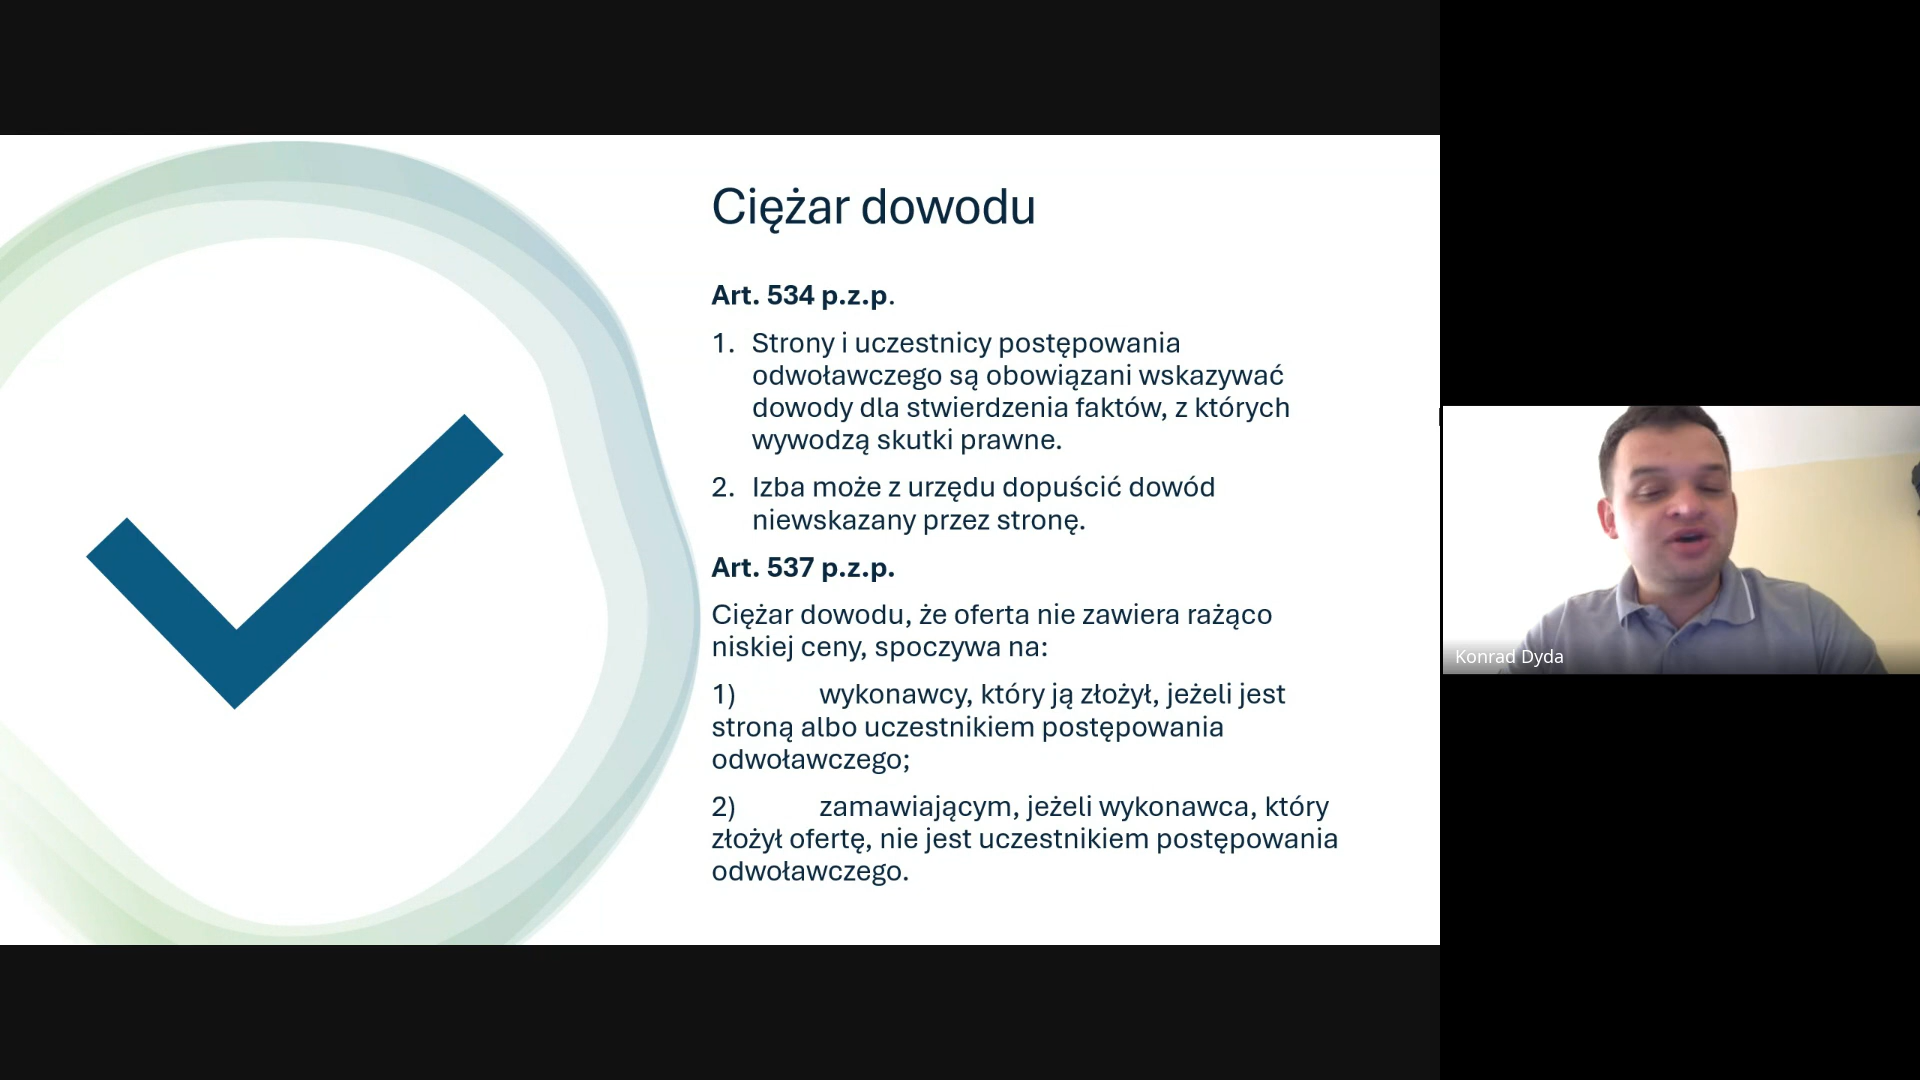 Ciężar dowodu
Art. 534 p.z.p.
1. Strony i uczestnicy postępowania
odwoławczego są obowiązani wskazywać
dowody dla stwierdzenia faktów, z których
wywodzą skutki prawne.
2. Izba może z urzędu dopuścić dowód
niewskazany przez stronę.
Art. 537 p.z.p.
Ciężar dowodu, że oferta nie zawiera rażąco
niskiej ceny, spoczywa na:
1) wykonawcy, który ją złożył, jeżeli jest
stroną albo uczestnikiem postępowania
odwoławczego;
2) zamawiającym, jeżeli wykonawca, który
złożył ofertę, nie jest uczestnikiem postępowania
odwoławczego.
Konrad Dyda